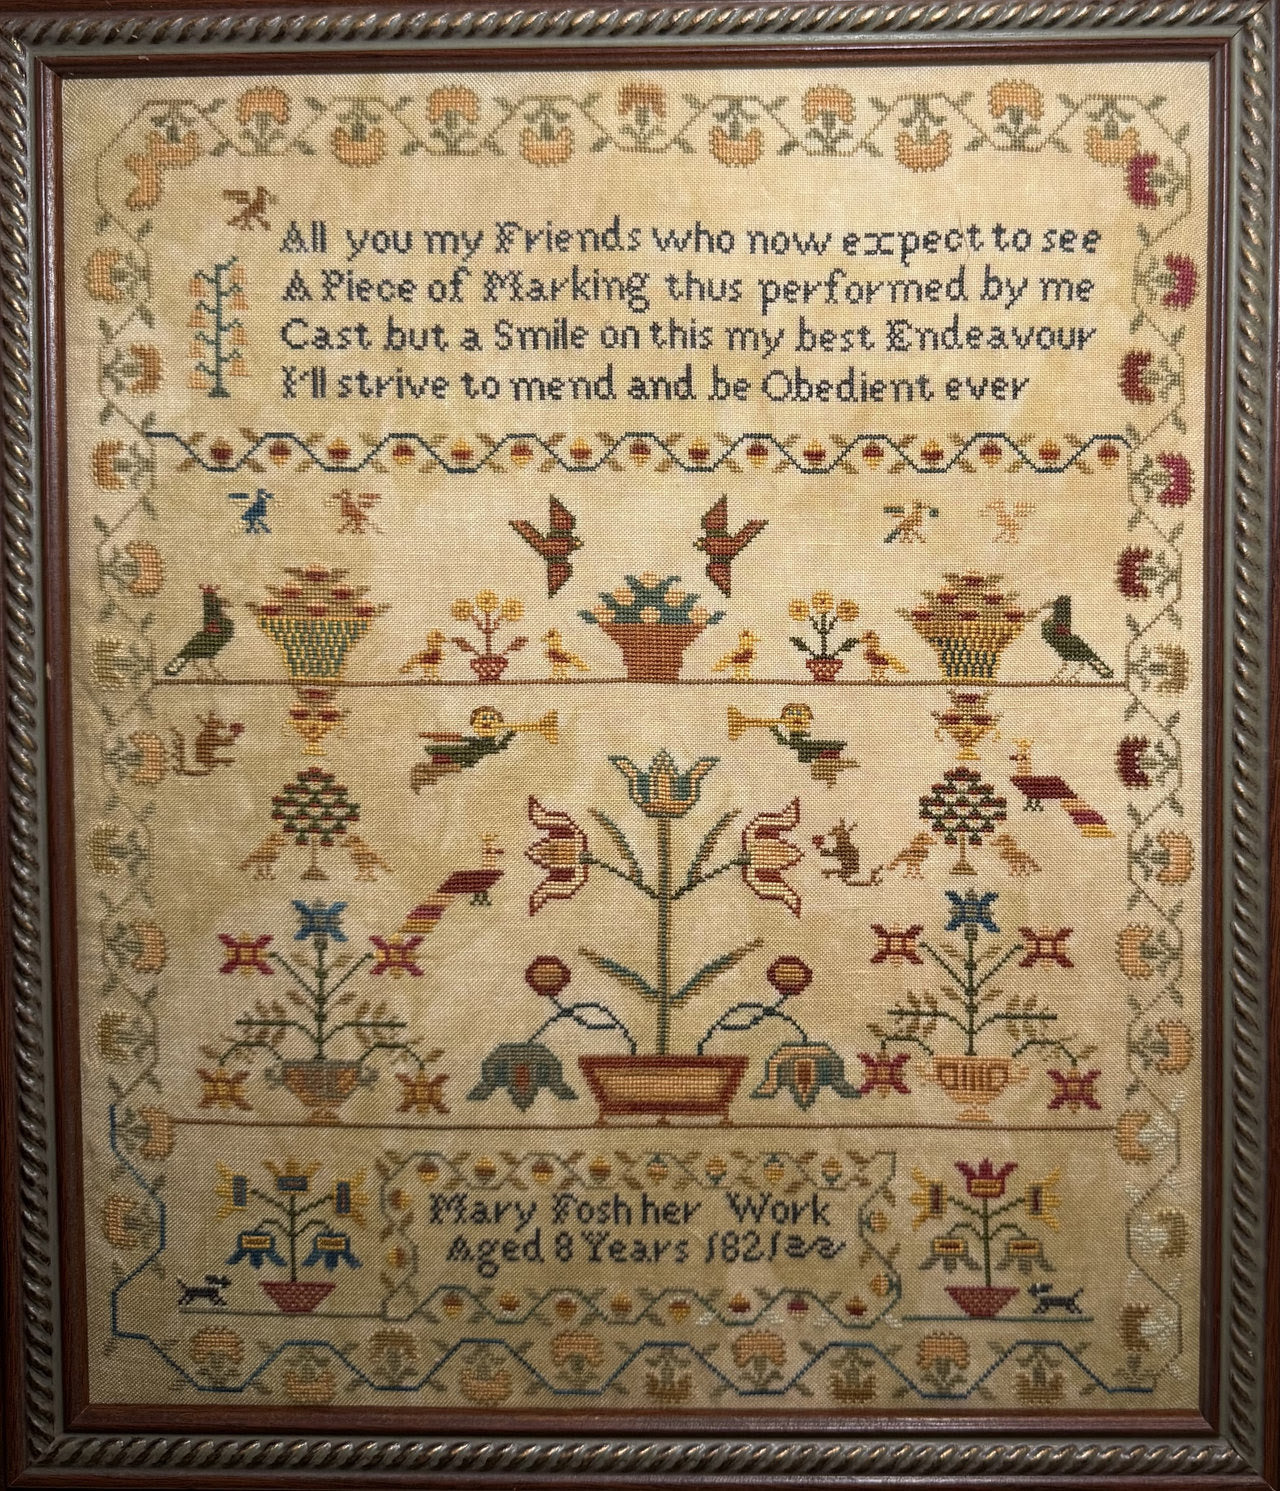 All you my Friends who now expect to see
A Piece of Marking thus performed by me
Cast but a Smile on this my best Endeavour
I'll strive to mend and be Obedient ever
Mary Fosh her Work
Aged 8 Years 1821